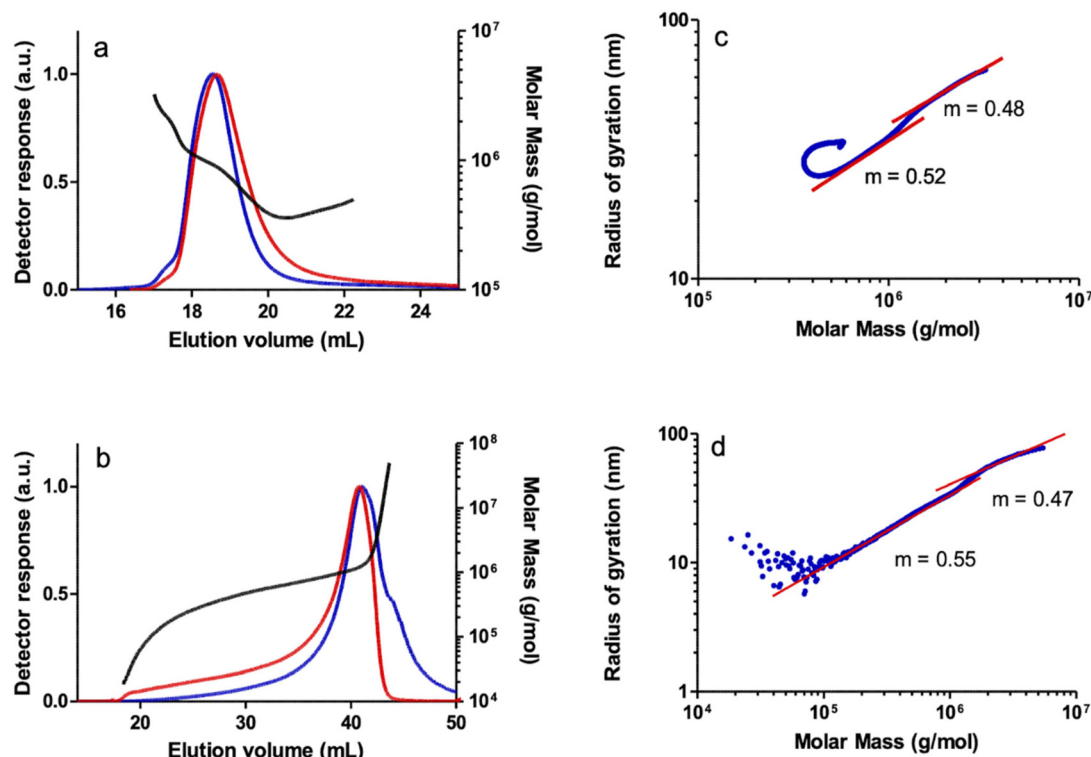 a
Detector response (a.u.)
1.0
0.5
0.0
16 18 20 22 24
Elution volume (mL)
10⁷
10⁶
10⁵
Molar Mass (g/mol)
c
Radius of gyration (nm)
100
10
m = 0.48
m = 0.52
10⁵ 10⁶ 10⁷
Molar Mass (g/mol)
b
Detector response (a.u.)
1.0
0.5
0.0
20 30 40 50
Elution volume (mL)
10⁸
10⁷
10⁶
10⁵
10⁴
Molar Mass (g/mol)
d
Radius of gyration (nm)
100
10
1
m = 0.47
m = 0.55
10⁴ 10⁵ 10⁶ 10⁷
Molar Mass (g/mol)